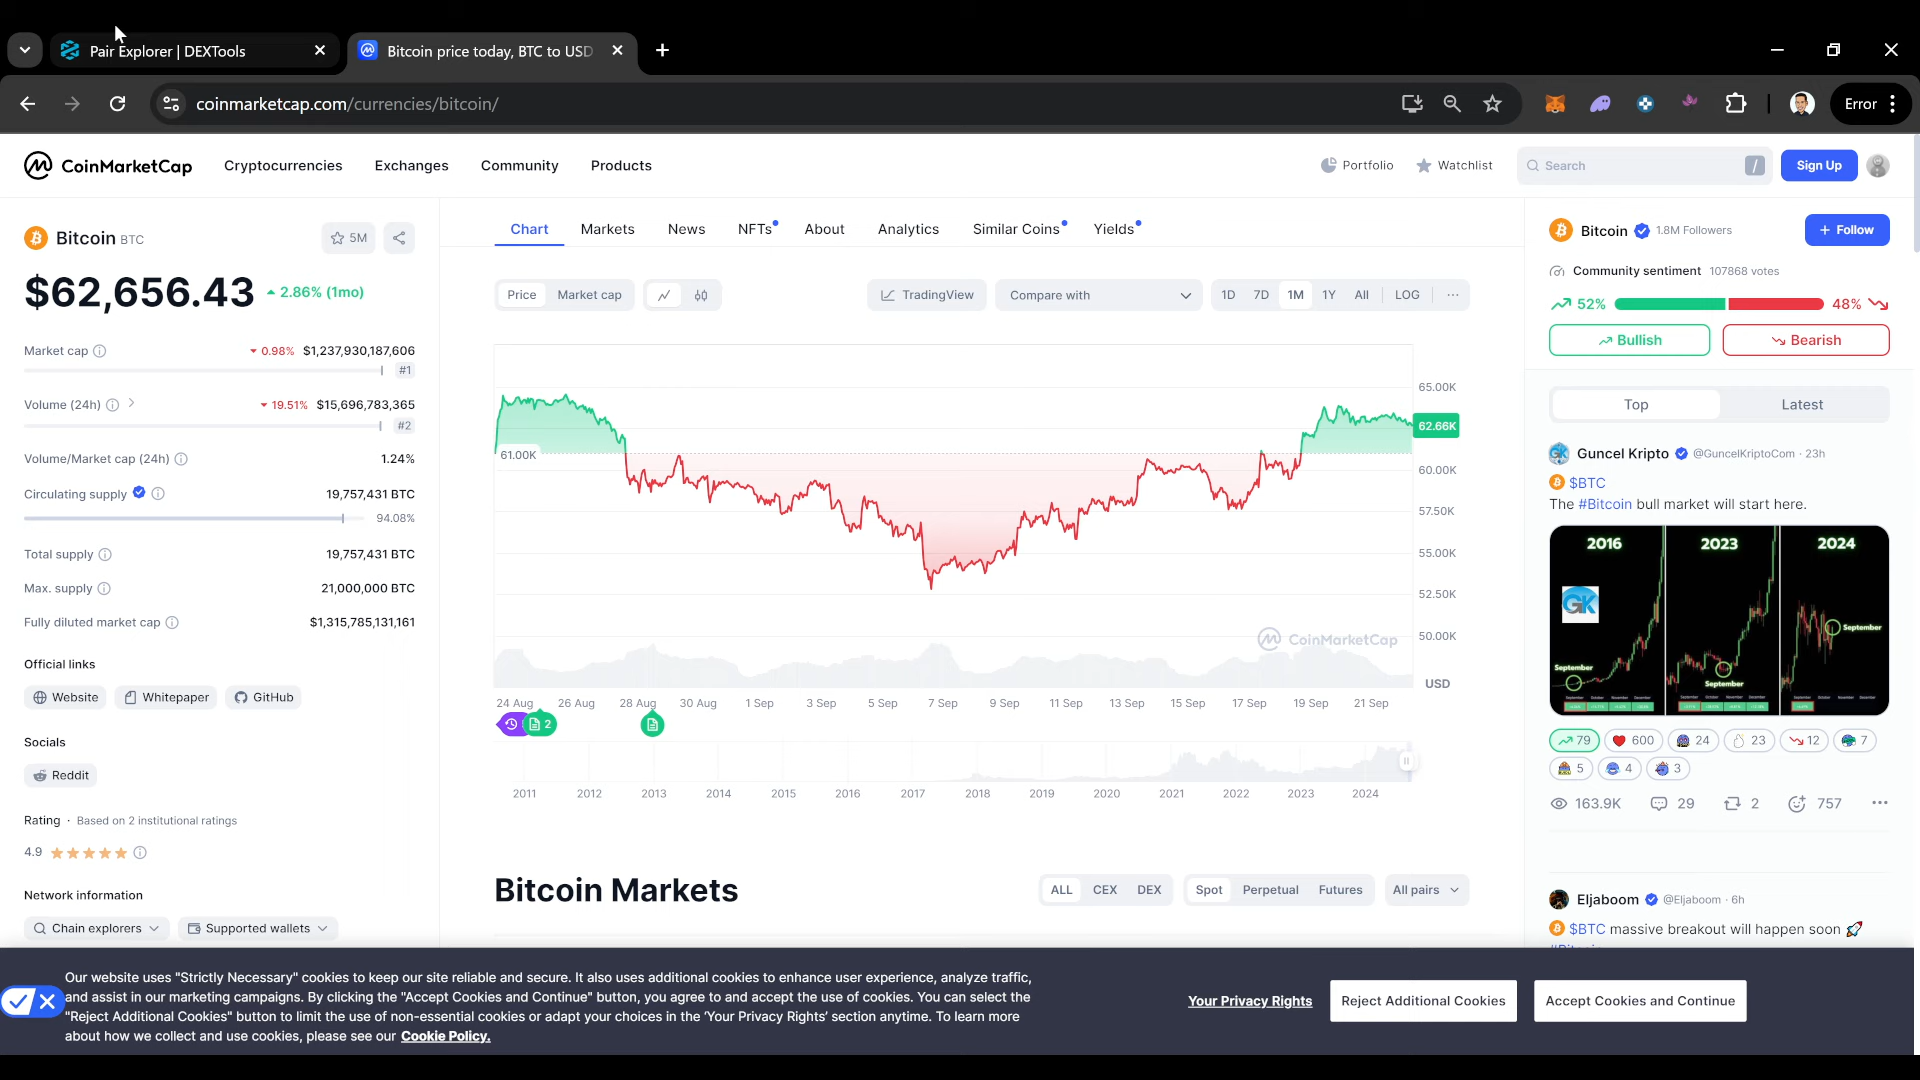 Pair Explorer | DEXTools
Bitcoin price today, BTC to USD
coinmarketcap.com/currencies/bitcoin/
Error
CoinMarketCap
Cryptocurrencies
Exchanges
Community
Products
Portfolio
Watchlist
Search
/
Sign Up
Bitcoin BTC
5M
$62,656.43
2.86% (1mo)
Market cap
0.98% $1,237,930,187,606
#1
Volume (24h)
19.51% $15,696,783,365
#2
Volume/Market cap (24h)
1.24%
Circulating supply
19,757,431 BTC
94.08%
Total supply
19,757,431 BTC
Max. supply
21,000,000 BTC
Fully diluted market cap
$1,315,785,131,161
Official links
Website
Whitepaper
GitHub
Socials
Reddit
Rating · Based on 2 institutional ratings
4.9
Network information
Chain explorers
Supported wallets
Chart
Markets
News
NFTs
About
Analytics
Similar Coins
Yields
Price
Market cap
TradingView
Compare with
1D
7D
1M
1Y
All
LOG
65.00K
62.66K
61.00K
60.00K
57.50K
55.00K
52.50K
50.00K
CoinMarketCap
USD
24 Aug
26 Aug
28 Aug
30 Aug
1 Sep
3 Sep
5 Sep
7 Sep
9 Sep
11 Sep
13 Sep
15 Sep
17 Sep
19 Sep
21 Sep
2
2011
2012
2013
2014
2015
2016
2017
2018
2019
2020
2021
2022
2023
2024
Bitcoin Markets
ALL
CEX
DEX
Spot
Perpetual
Futures
All pairs
Bitcoin
1.8M Followers
+ Follow
Community sentiment 107868 votes
52%
48%
Bullish
Bearish
Top
Latest
Guncel Kripto @GuncelKriptoCom · 23h
$BTC
The #Bitcoin bull market will start here.
2016
2023
2024
GK
September
September
September
79
600
24
23
12
7
5
4
3
163.9K
29
2
757
Eljaboom @Eljaboom · 6h
$BTC massive breakout will happen soon
#Bitcoin
Our website uses "Strictly Necessary" cookies to keep our site reliable and secure. It also uses additional cookies to enhance user experience, analyze traffic,
and assist in our marketing campaigns. By clicking the "Accept Cookies and Continue" button, you agree to and accept the use of cookies. You can select the
"Reject Additional Cookies" button to limit the use of non-essential cookies or adapt your choices in the 'Your Privacy Rights' section anytime. To learn more
about how we collect and use cookies, please see our Cookie Policy.
Your Privacy Rights
Reject Additional Cookies
Accept Cookies and Continue